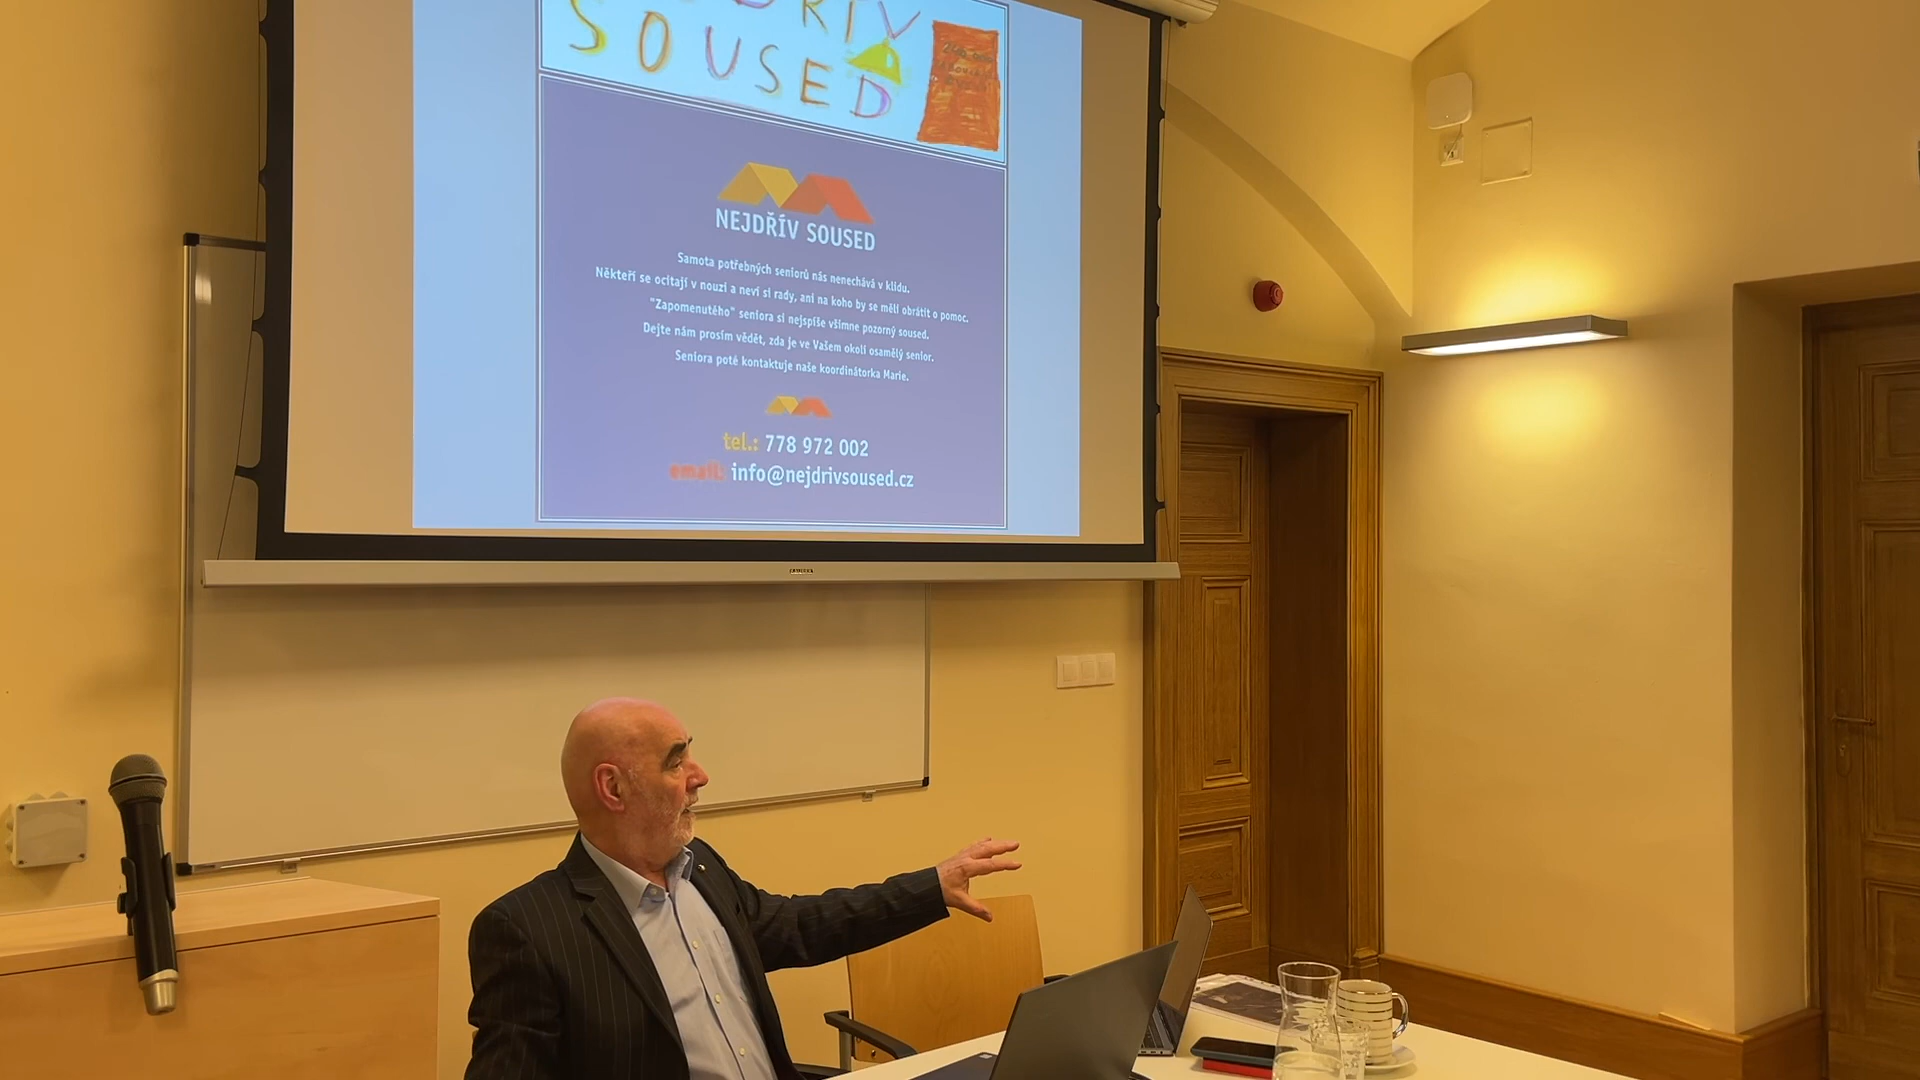 SOUSED
NEJDŘÍV SOUSED
Samota potřebných seniorů nás nenechává v klidu.
Někteří se ocitají v nouzi a neví si rady, ani na koho by se měli obrátit o pomoc.
"Zapomenutého" seniora si nejspíše všimne pozorný soused.
Dejte nám prosím vědět, zda je ve Vašem okolí osamělý senior.
Seniora poté kontaktuje naše koordinátorka Marie.
tel.: 778 972 002
email: info@nejdrivsoused.cz